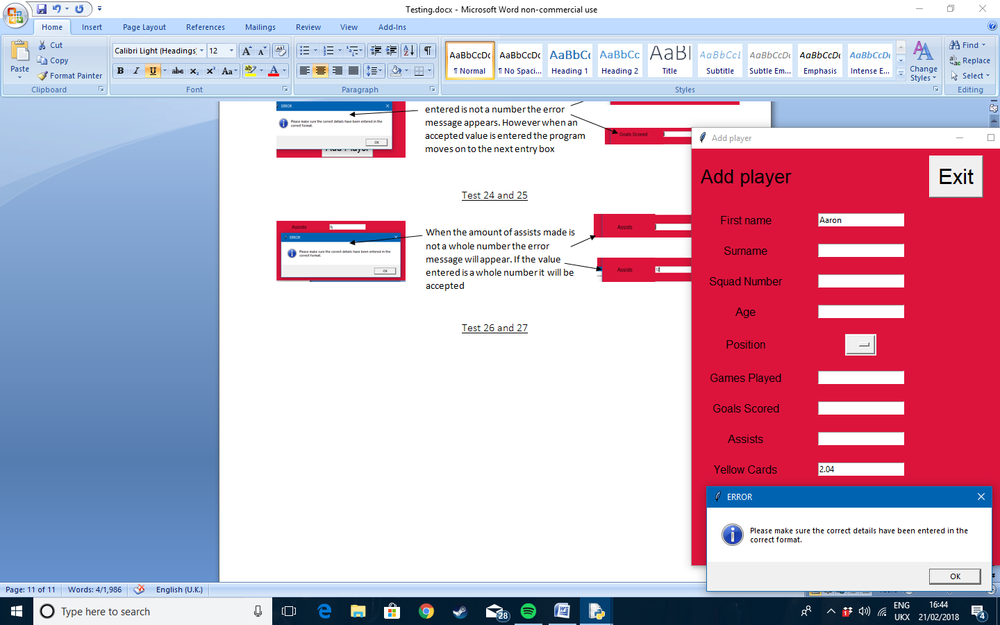 Testing.docx - Microsoft Word non-commercial use
Home Insert Page Layout References Mailings Review View Add-Ins
Paste
Cut
Copy
Format Painter
Clipboard
Calibri Light (Headings) 12
B I U abc x₂ x² Aa
Font
Paragraph
AaBbCcDc AaBbCcDc AaBbCc AaBbCc AaBl AaBbCcL AaBbCcDc AaBbCcDc AaBbCcDc
¶ Normal ¶ No Spaci... Heading 1 Heading 2 Title Subtitle Subtle Em... Emphasis Intense E...
Styles
Change
Styles
Find
Replace
Select
Editing
ERROR
Please make sure the correct details have been entered in the
correct format.
OK
Add Player
entered is not a number the error
message appears. However when an
accepted value is entered the program
moves on to the next entry box
Goals Scored
Test 24 and 25
Assists
ERROR
Please make sure the correct details have been entered in the
correct format.
OK
When the amount of assists made is
not a whole number the error
message will appear. If the value
entered is a whole number it will be
accepted
Assists
Assists 12
Test 26 and 27
Add player
Add player
Exit
First name Aaron
Surname
Squad Number
Age
Position
Games Played
Goals Scored
Assists
Yellow Cards 2.04
ERROR
Please make sure the correct details have been entered in the
correct format.
OK
Page: 11 of 11 Words: 4/1,986 English (U.K.)
Type here to search
28
ENG
UKX
16:44
21/02/2018
4